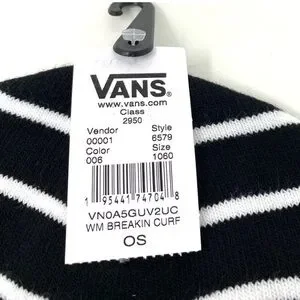 VANS®
www.vans.com
Class
2950
Vendor Style
00001 6579
Color Size
006 1060
1 95441 74704 8
VN0A5GUV2UC
WM BREAKIN CURF
OS